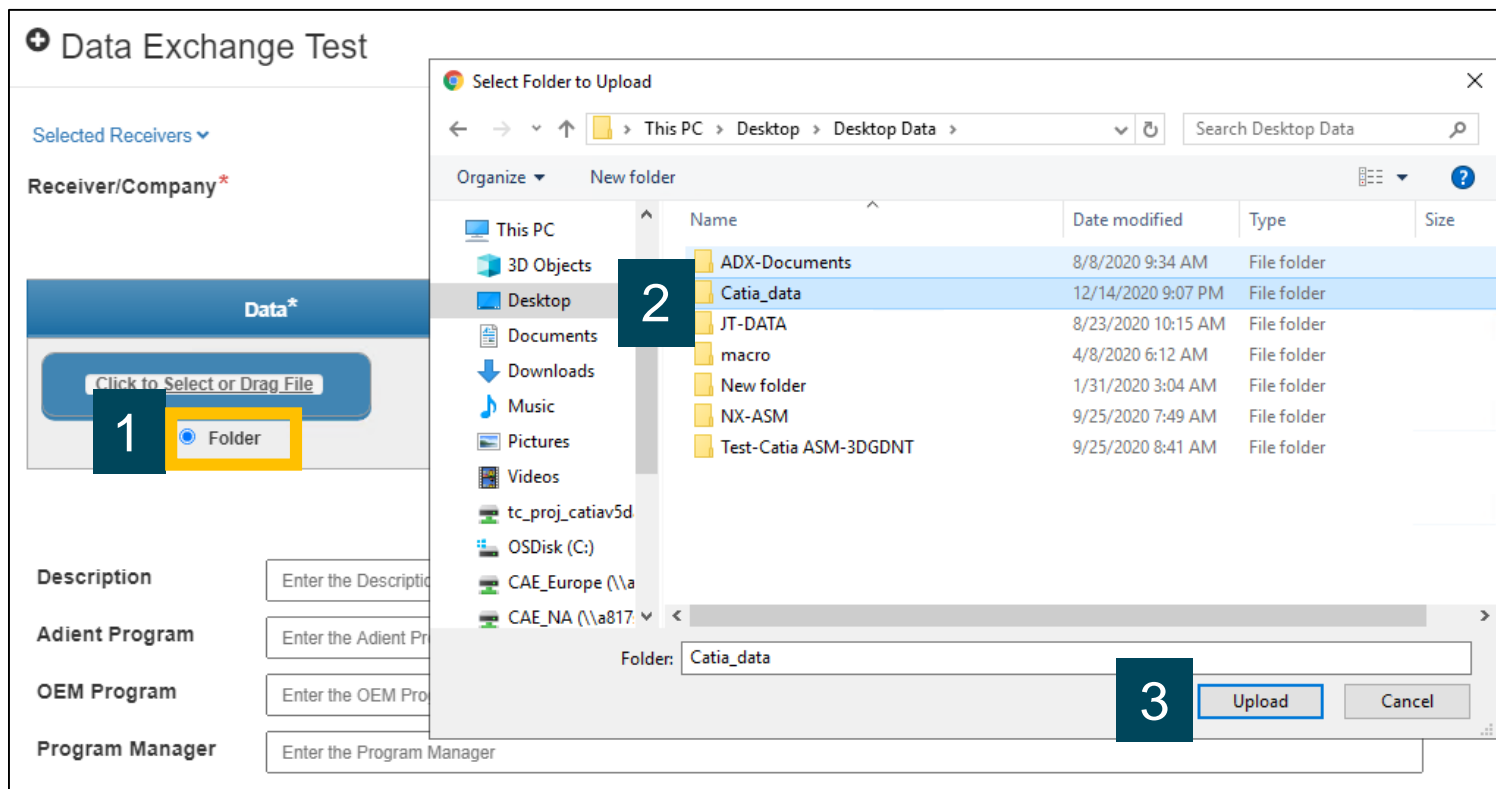 Data Exchange Test
Selected Receivers
Receiver/Company*
Data*
Click to Select or Drag File
1
Folder
Description
Enter the Descriptio
Adient Program
Enter the Adient Pr
OEM Program
Enter the OEM Pro
Program Manager
Enter the Program Manager
Select Folder to Upload
This PC > Desktop > Desktop Data >
Search Desktop Data
Organize New folder
?
This PC
3D Objects
Desktop
Documents
Downloads
Music
Pictures
Videos
tc_proj_catiav5d
OSDisk (C:)
CAE_Europe (\\a
CAE_NA (\\a817
2
Name Date modified Type Size
ADX-Documents 8/8/2020 9:34 AM File folder
Catia_data 12/14/2020 9:07 PM File folder
JT-DATA 8/23/2020 10:15 AM File folder
macro 4/8/2020 6:12 AM File folder
New folder 1/31/2020 3:04 AM File folder
NX-ASM 9/25/2020 7:49 AM File folder
Test-Catia ASM-3DGDNT 9/25/2020 8:41 AM File folder
Folder: Catia_data
3
Upload Cancel